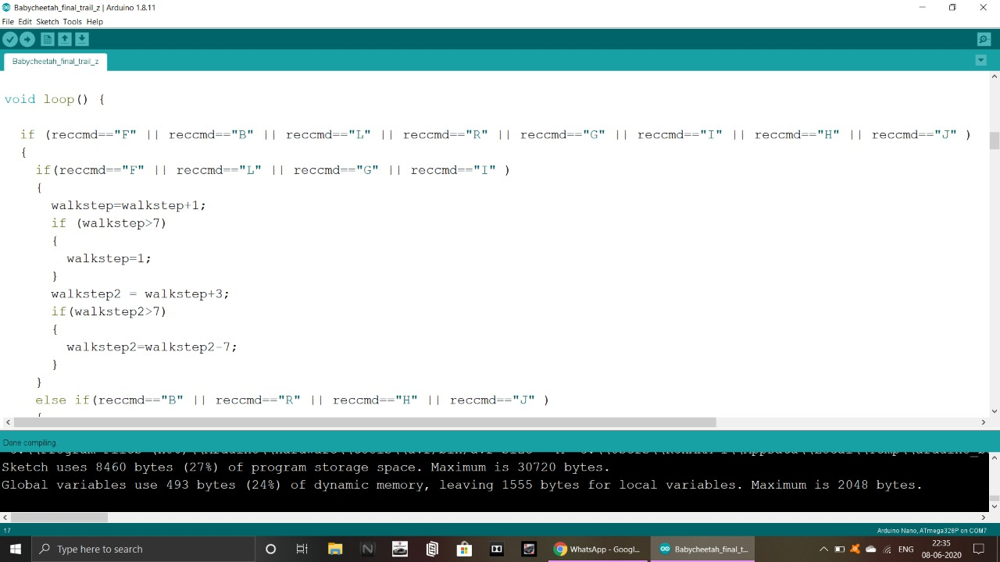 Babycheetah_final_trail_z | Arduino 1.8.11
File Edit Sketch Tools Help
Babycheetah_final_trail_z
void loop() {
if (reccmd=="F" || reccmd=="B" || reccmd=="L" || reccmd=="R" || reccmd=="G" || reccmd=="I" || reccmd=="H" || reccmd=="J" )
{
if(reccmd=="F" || reccmd=="L" || reccmd=="G" || reccmd=="I" )
{
walkstep=walkstep+1;
if (walkstep>7)
{
walkstep=1;
}
walkstep2 = walkstep+3;
if(walkstep2>7)
{
walkstep2=walkstep2-7;
}
}
else if(reccmd=="B" || reccmd=="R" || reccmd=="H" || reccmd=="J" )
{
Done compiling.
Sketch uses 8460 bytes (27%) of program storage space. Maximum is 30720 bytes.
Global variables use 493 bytes (24%) of dynamic memory, leaving 1555 bytes for local variables. Maximum is 2048 bytes.
17
Arduino Nano, ATmega328P on COM7
Type here to search
WhatsApp - Googl...
Babycheetah_final_t...
ENG
22:35
08-06-2020